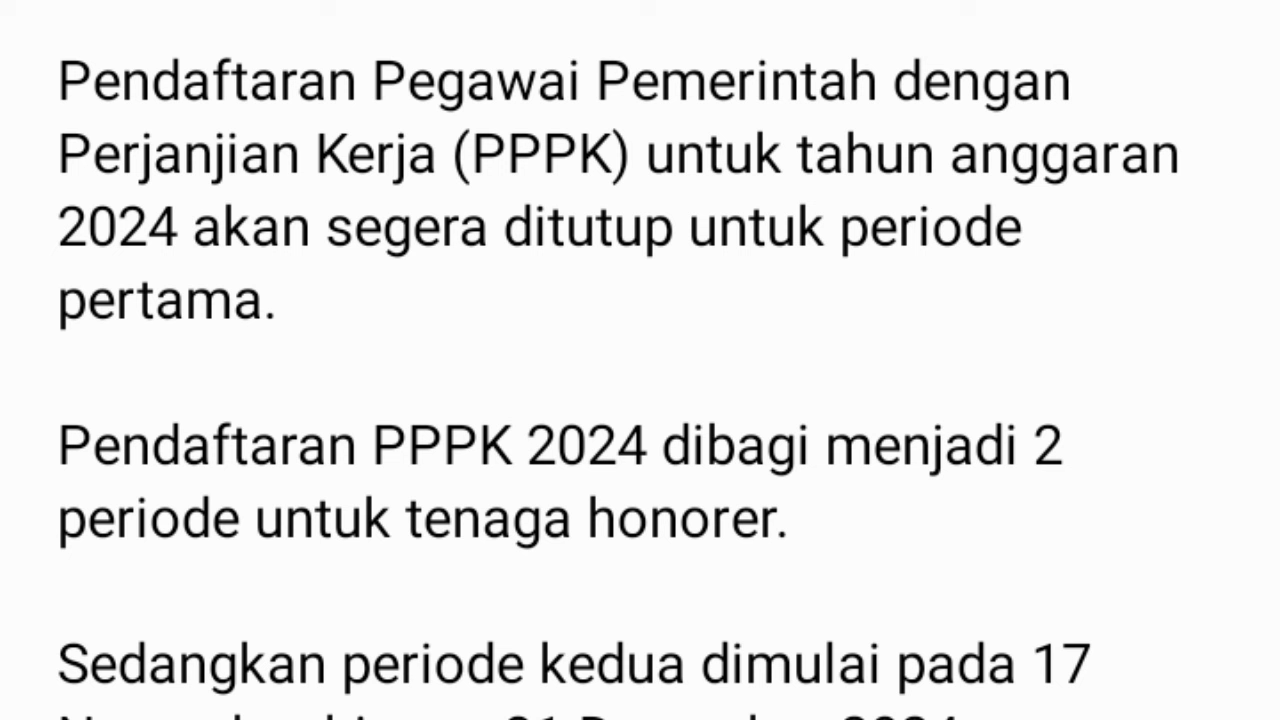 Pendaftaran Pegawai Pemerintah dengan
Perjanjian Kerja (PPPK) untuk tahun anggaran
2024 akan segera ditutup untuk periode
pertama.
Pendaftaran PPPK 2024 dibagi menjadi 2
periode untuk tenaga honorer.
Sedangkan periode kedua dimulai pada 17